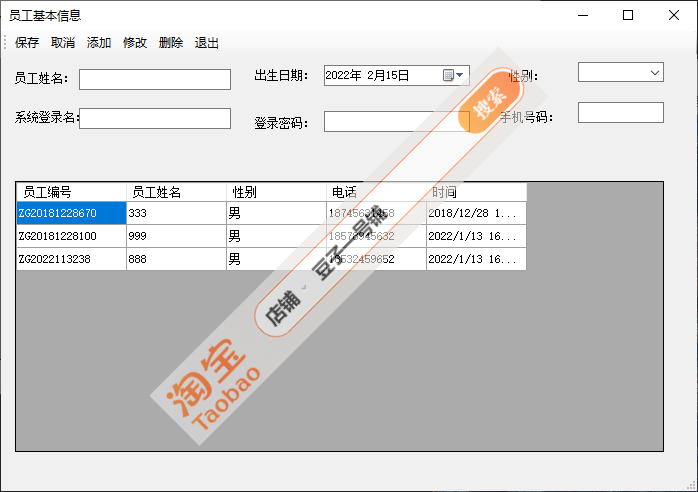 员工基本信息
保存 取消 添加 修改 删除 退出
员工姓名: 出生日期: 2022年 2月15日 性别:
系统登录名: 登录密码: 手机号码:
员工编号 员工姓名 性别 电话 时间
ZG20181228670 333 男 2018/12/28 1...
ZG20181228100 999 男 2022/1/13 16...
ZG2022113238 888 男 2022/1/13 16...
搜索
店铺 豆子一号铺
淘宝
Taobao